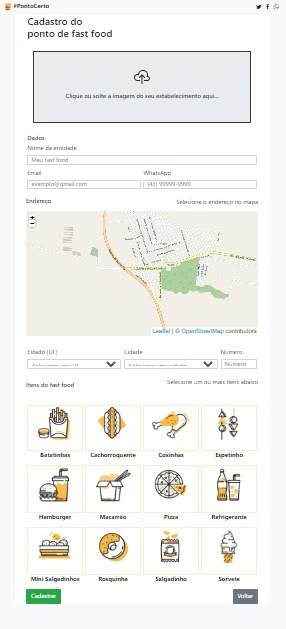 #PontoCerto
Cadastro do
ponto de fast food
Clique ou solte a imagem do seu estabelecimento aqui...
Dados
Nome da entidade
Meu fast food
Email WhatsApp
exemplo@gmail.com (43) 99999-9999
Endereço Selecione o endereço no mapa
+
−
Leaflet | © OpenStreetMap contributors
Estado (UF) Cidade Numero
Selecione uma UF Selecione uma cidade Numero
Ítens do fast food Selecione um ou mais itens abaixo
Batatinhas Cachorroquente Coxinhas Espetinho
Hamburger Macarrão Pizza Refrigerante
Mini Salgadinhos Rosquinha Salgadinho Sorvete
Cadastrar Voltar